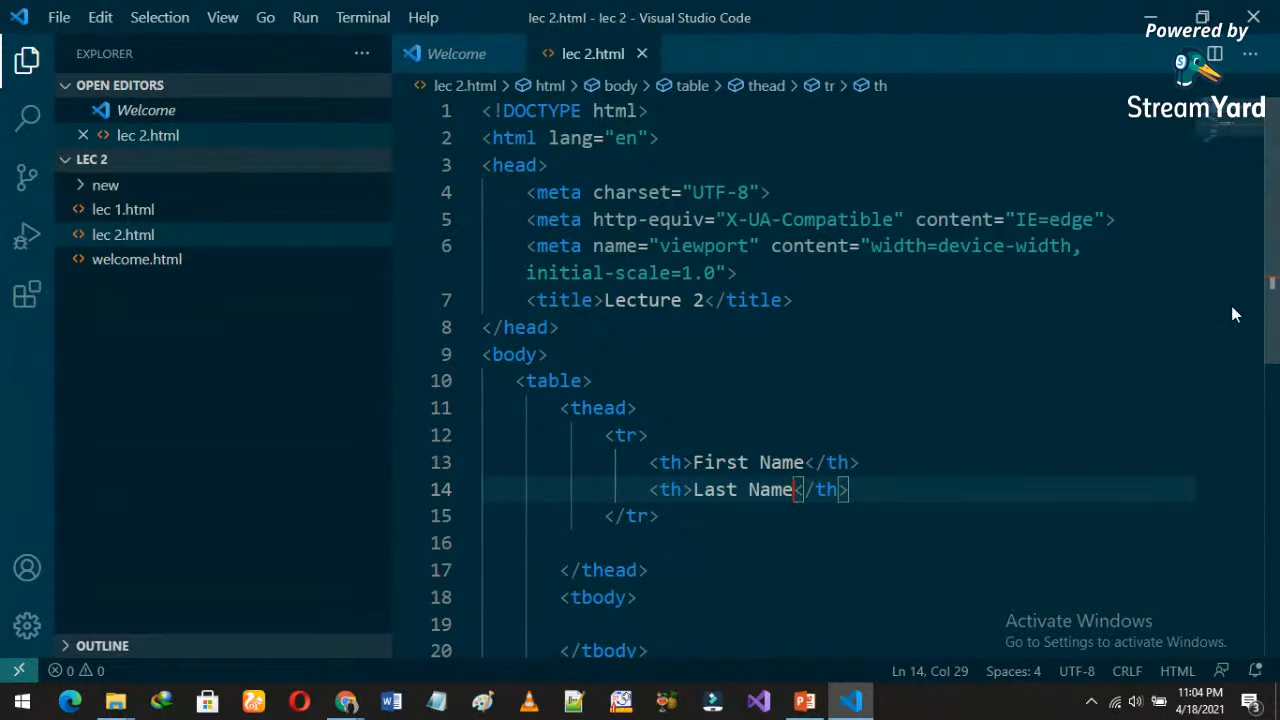 File Edit Selection View Go Run Terminal Help lec 2.html - lec 2 - Visual Studio Code
Powered by
StreamYard
EXPLORER
OPEN EDITORS
Welcome
lec 2.html
LEC 2
new
lec 1.html
lec 2.html
welcome.html
OUTLINE
Welcome lec 2.html
lec 2.html > html > body > table > thead > tr > th
1 <!DOCTYPE html>
2 <html lang="en">
3 <head>
4 <meta charset="UTF-8">
5 <meta http-equiv="X-UA-Compatible" content="IE=edge">
6 <meta name="viewport" content="width=device-width,
initial-scale=1.0">
7 <title>Lecture 2</title>
8 </head>
9 <body>
10 <table>
11 <thead>
12 <tr>
13 <th>First Name</th>
14 <th>Last Name</th>
15 </tr>
16
17 </thead>
18 <tbody>
19
20 </tbody>
Activate Windows
Go to Settings to activate Windows.
0 0 Ln 14, Col 29 Spaces: 4 UTF-8 CRLF HTML
11:04 PM
4/18/2021
3